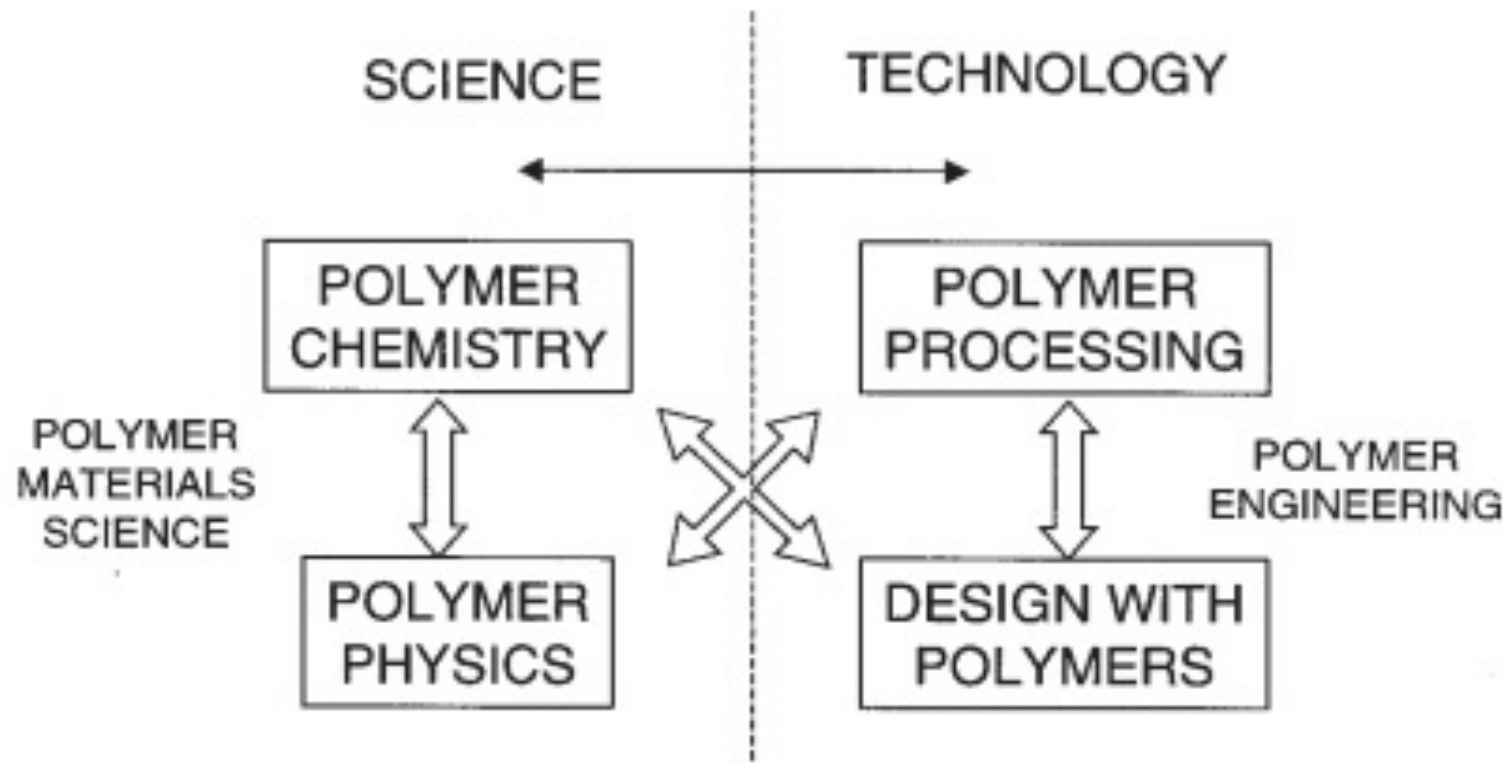 SCIENCE
TECHNOLOGY
POLYMER
CHEMISTRY
POLYMER
PROCESSING
POLYMER
MATERIALS
SCIENCE
POLYMER
ENGINEERING
POLYMER
PHYSICS
DESIGN WITH
POLYMERS